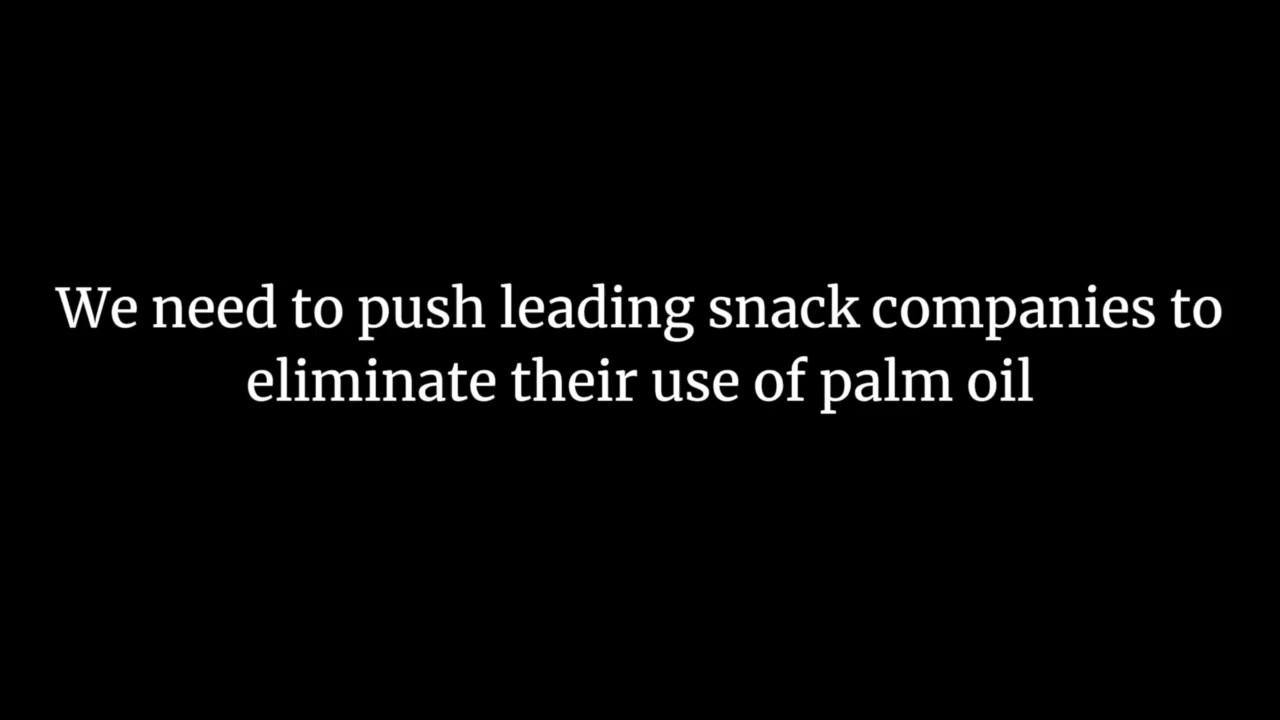 We need to push leading snack companies to
eliminate their use of palm oil